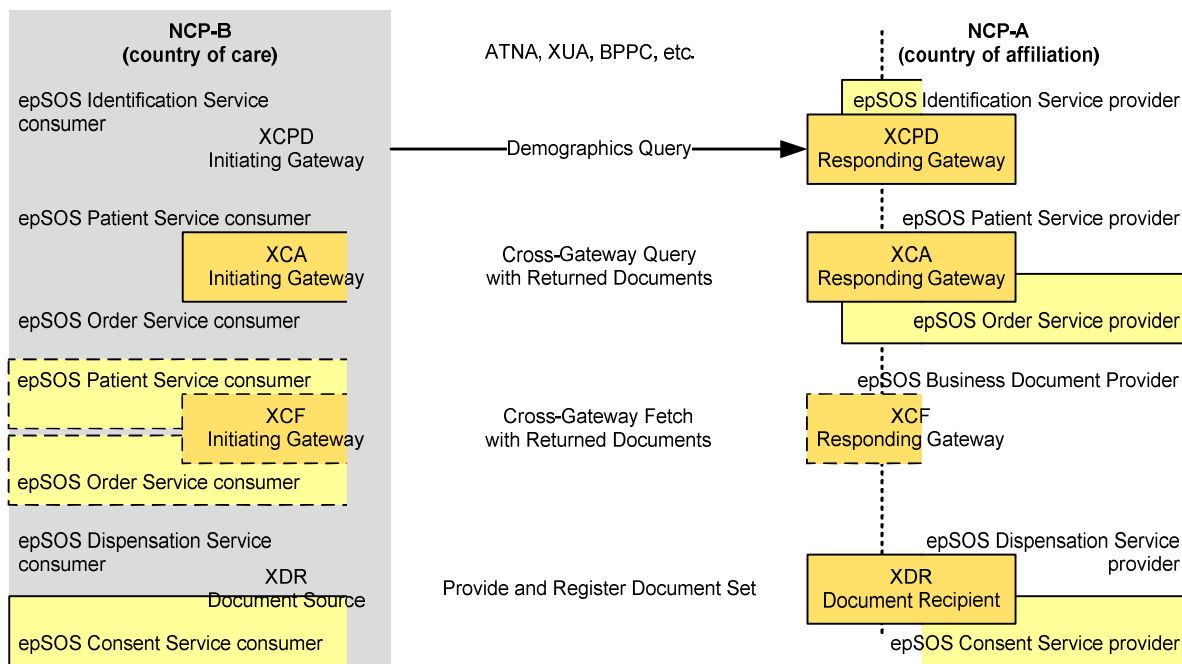 NCP-B
(country of care)
ATNA, XUA, BPPC, etc.
NCP-A
(country of affiliation)
epSOS Identification Service
consumer
epSOS Identification Service provider
XCPD
Initiating Gateway
Demographics Query
XCPD
Responding Gateway
epSOS Patient Service consumer
epSOS Patient Service provider
XCA
Initiating Gateway
Cross-Gateway Query
with Returned Documents
XCA
Responding Gateway
epSOS Order Service consumer
epSOS Order Service provider
epSOS Patient Service consumer
epSOS Business Document Provider
XCF
Initiating Gateway
Cross-Gateway Fetch
with Returned Documents
XCF
Responding Gateway
epSOS Order Service consumer
epSOS Dispensation Service
consumer
epSOS Dispensation Service
provider
XDR
Document Source
Provide and Register Document Set
XDR
Document Recipient
epSOS Consent Service consumer
epSOS Consent Service provider